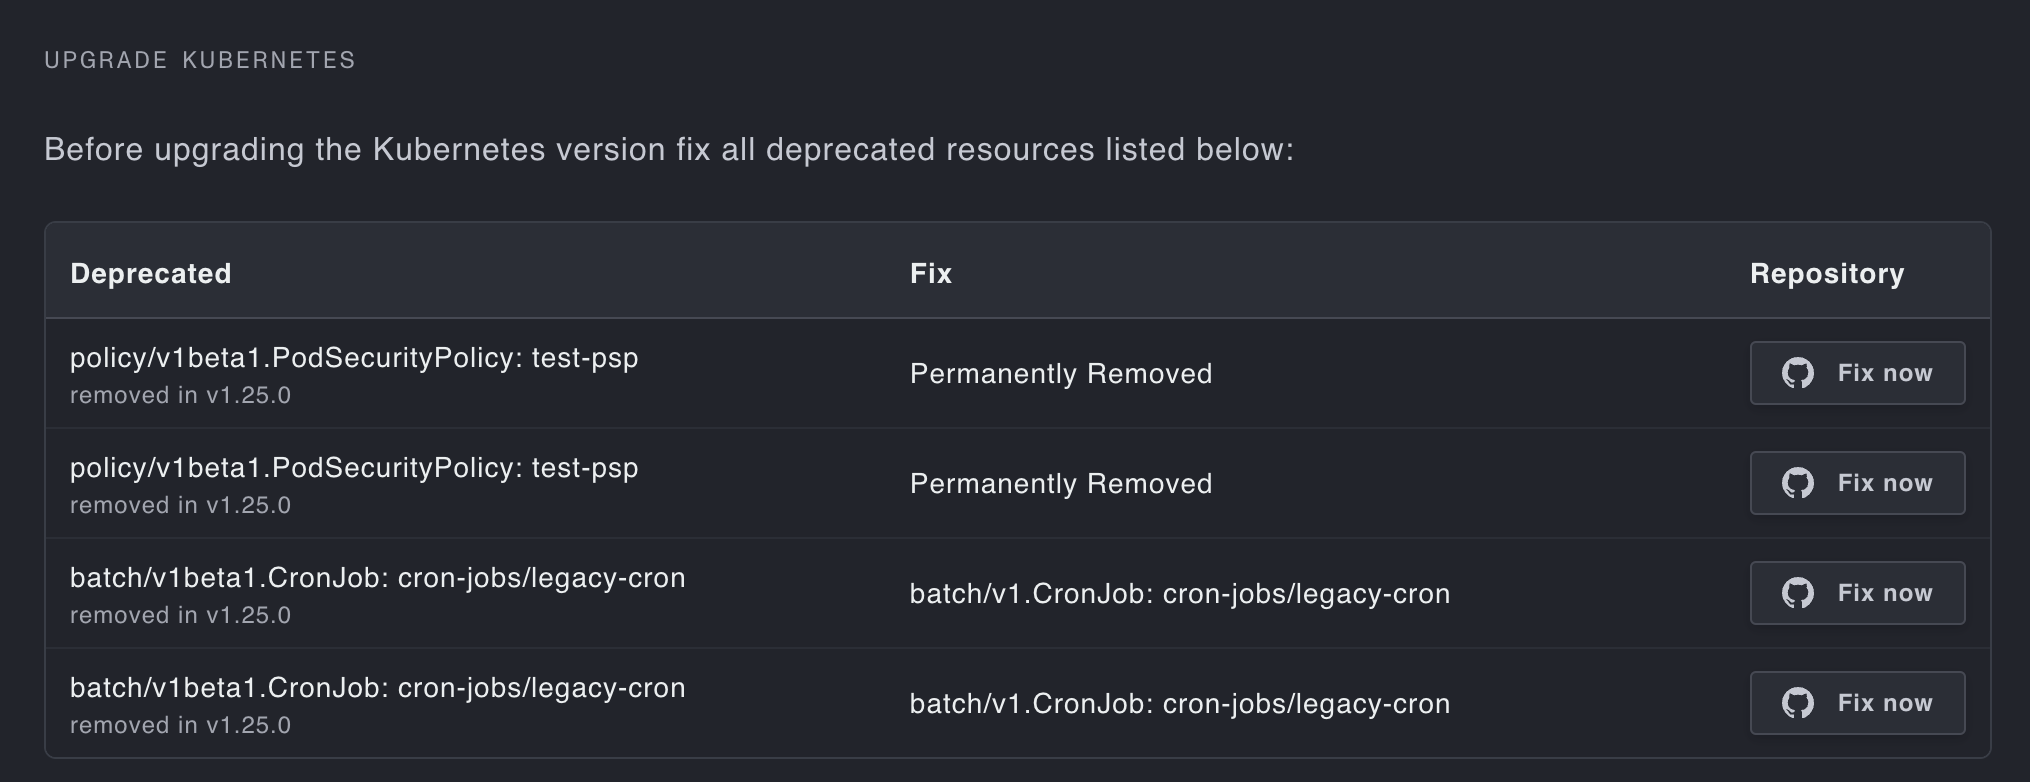 UPGRADE KUBERNETES
Before upgrading the Kubernetes version fix all deprecated resources listed below:
Deprecated Fix Repository
policy/v1beta1.PodSecurityPolicy: test-psp
removed in v1.25.0
Permanently Removed
Fix now
policy/v1beta1.PodSecurityPolicy: test-psp
removed in v1.25.0
Permanently Removed
Fix now
batch/v1beta1.CronJob: cron-jobs/legacy-cron
removed in v1.25.0
batch/v1.CronJob: cron-jobs/legacy-cron
Fix now
batch/v1beta1.CronJob: cron-jobs/legacy-cron
removed in v1.25.0
batch/v1.CronJob: cron-jobs/legacy-cron
Fix now